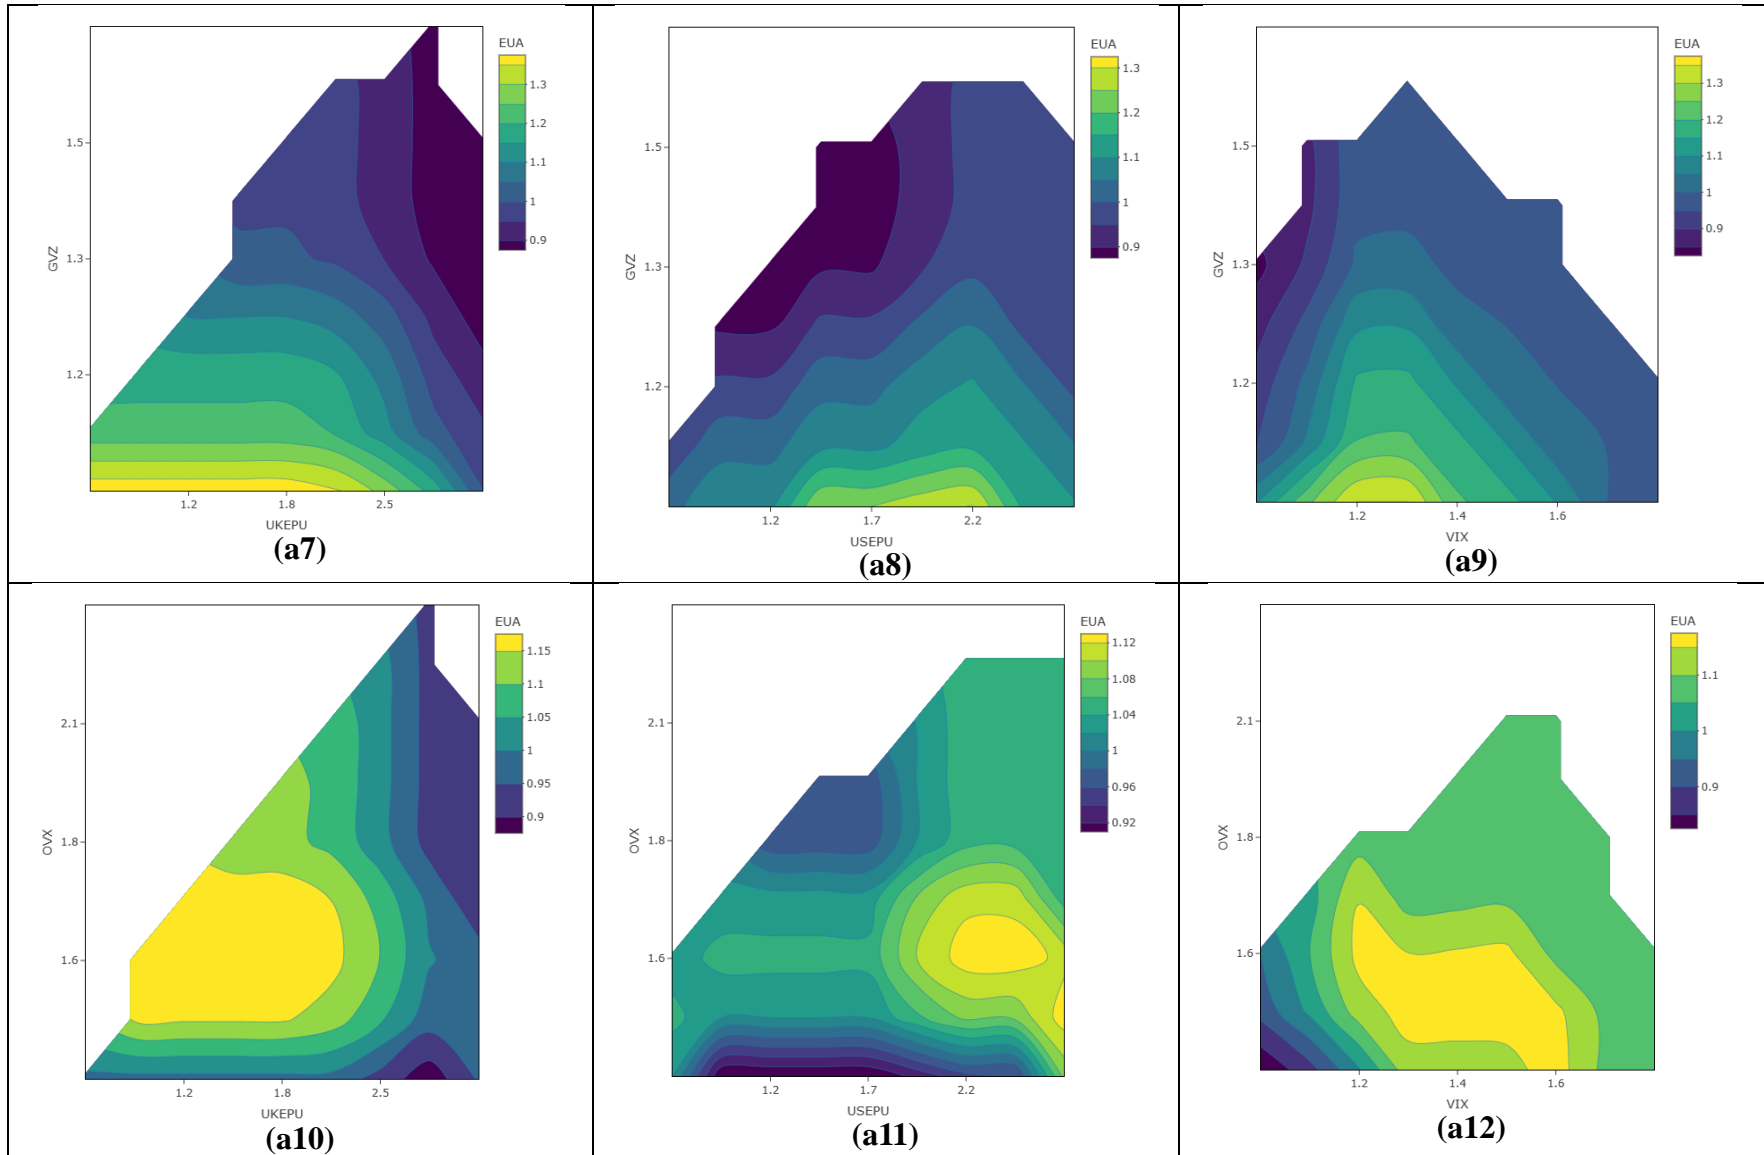 EUA
1.3
1.2
1.1
1
0.9
1.5
1.3
1.2
GVZ
1.2
1.8
2.5
UKEPU
(a7)
EUA
1.3
1.2
1.1
1
0.9
1.5
1.3
1.2
GVZ
1.2
1.7
2.2
USEPU
(a8)
EUA
1.3
1.2
1.1
1
0.9
1.5
1.3
1.2
GVZ
1.2
1.4
1.6
VIX
(a9)
EUA
1.15
1.1
1.05
1
0.95
0.9
2.1
1.8
1.6
OVX
1.2
1.8
2.5
UKEPU
(a10)
EUA
1.12
1.08
1.04
1
0.96
0.92
2.1
1.8
1.6
OVX
1.2
1.7
2.2
USEPU
(a11)
EUA
1.1
1
0.9
2.1
1.8
1.6
OVX
1.2
1.4
1.6
VIX
(a12)